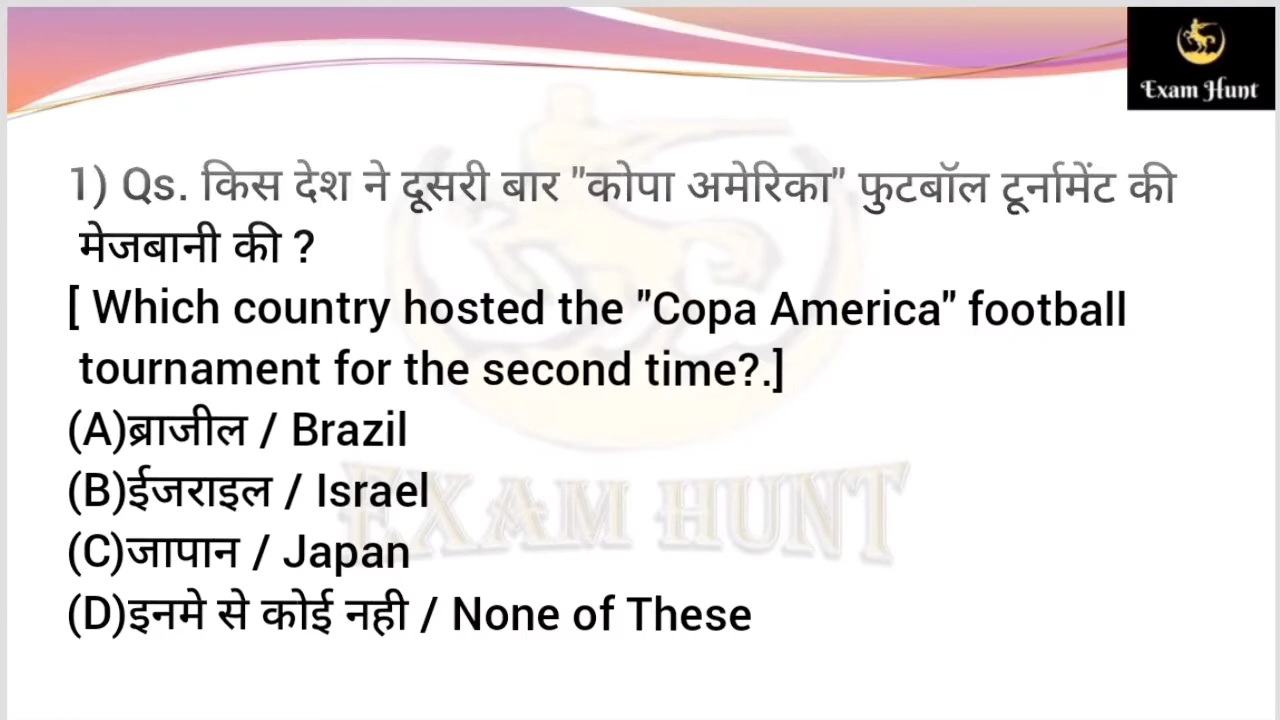 Exam Hunt
1) Qs. किस देश ने दूसरी बार "कोपा अमेरिका" फुटबॉल टूर्नामेंट की
मेजबानी की ?
[ Which country hosted the "Copa America" football
tournament for the second time?.]
(A)ब्राजील / Brazil
(B)ईजराइल / Israel
(C)जापान / Japan
(D)इनमे से कोई नही / None of These
EXAM HUNT